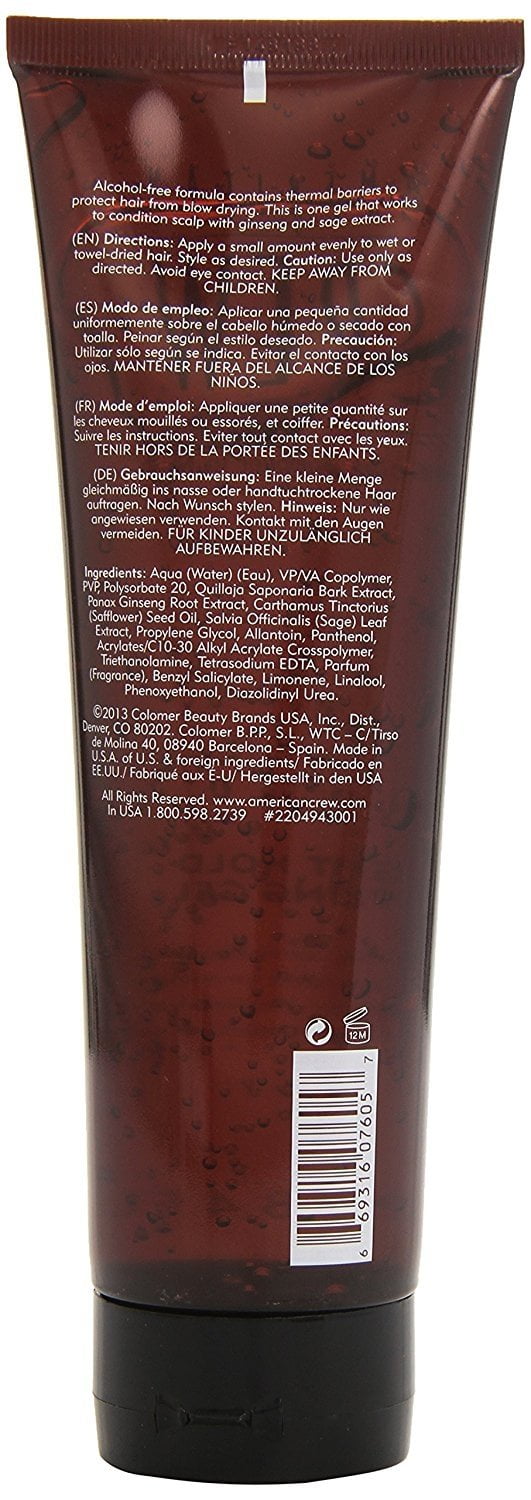 Alcohol-free formula contains thermal barriers to
protect hair from blow drying. This is one gel that works
to condition scalp with ginseng and sage extract.
(EN) Directions: Apply a small amount evenly to wet or
towel-dried hair. Style as desired. Caution: Use only as
directed. Avoid eye contact. KEEP AWAY FROM
CHILDREN.
(ES) Modo de empleo: Aplicar una pequeña cantidad
uniformemente sobre el cabello húmedo o secado con
toalla. Peinar según el estilo deseado. Precaución:
Utilizar sólo según se indica. Evitar el contacto con los
ojos. MANTENER FUERA DEL ALCANCE DE LOS
NIÑOS.
(FR) Mode d'emploi: Appliquer une petite quantité sur
les cheveux mouillés ou essorés, et coiffer. Précautions:
Suivre les instructions. Eviter tout contact avec les yeux.
TENIR HORS DE LA PORTÉE DES ENFANTS.
(DE) Gebrauchsanweisung: Eine kleine Menge
gleichmäßig ins nasse oder handtuchtrockene Haar
auftragen. Nach Wunsch stylen. Hinweis: Nur wie
angewiesen verwenden. Kontakt mit den Augen
vermeiden. FÜR KINDER UNZULÄNGLICH
AUFBEWAHREN.
Ingredients: Aqua (Water) (Eau), VP/VA Copolymer,
PVP, Polysorbate 20, Quillaja Saponaria Bark Extract,
Panax Ginseng Root Extract, Carthamus Tinctorius
(Safflower) Seed Oil, Salvia Officinalis (Sage) Leaf
Extract, Propylene Glycol, Allantoin, Panthenol,
Acrylates/C10-30 Alkyl Acrylate Crosspolymer,
Triethanolamine, Tetrasodium EDTA, Parfum
(Fragrance), Benzyl Salicylate, Limonene, Linalool,
Phenoxyethanol, Diazolidinyl Urea.
©2013 Colomer Beauty Brands USA, Inc., Dist.,
Denver, CO 80202. Colomer B.P.P., S.L., WTC – C/Tirso
de Molina 40, 08940 Barcelona – Spain. Made in
U.S.A. of U.S. & foreign ingredients/ Fabricado en
EE.UU./ Fabriqué aux E-U/ Hergestellt in den USA
All Rights Reserved. www.americancrew.com
In USA 1.800.598.2739 #2204943001
12M
6 69316 07605 7